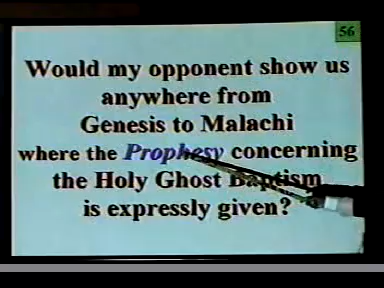 56
Would my opponent show us
anywhere from
Genesis to Malachi
where the Prophesy concerning
the Holy Ghost Baptism
is expressly given?